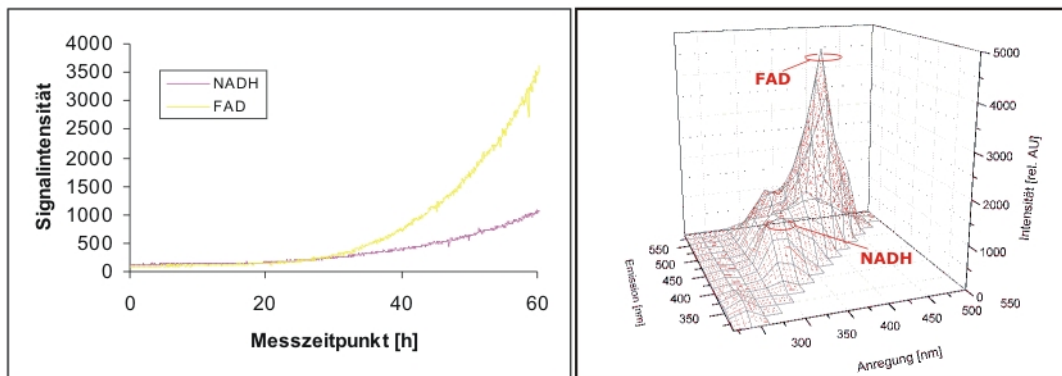 4000
3500
3000
2500
2000
1500
1000
500
0
Signalintensität
NADH
FAD
0 20 40 60
Messzeitpunkt [h]
FAD
NADH
5000
4000
3000
2000
1000
0
Intensität [rel. AU]
550
500
450
400
350
Emission [nm]
300 350 400 450 500 550
Anregung [nm]